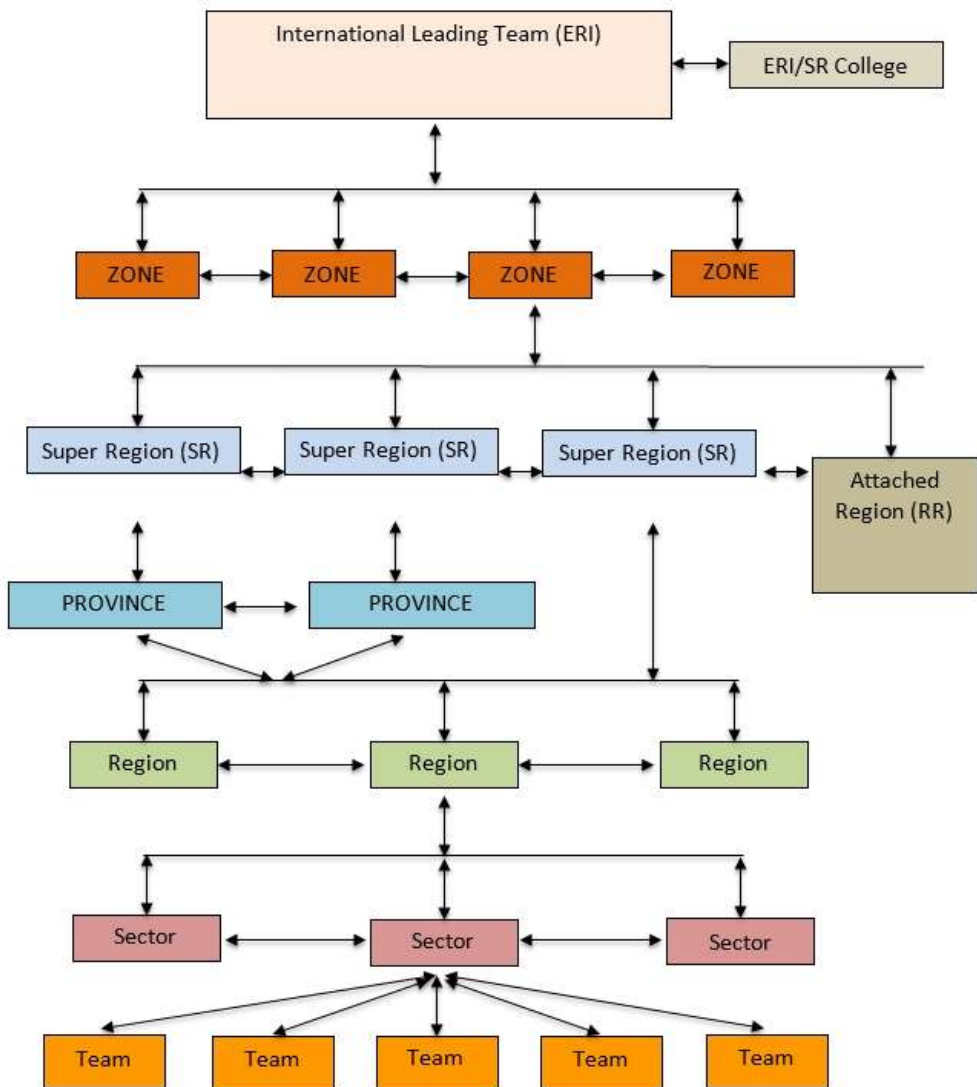 International Leading Team (ERI)
ERI/SR College
ZONE
ZONE
ZONE
ZONE
Super Region (SR)
Super Region (SR)
Super Region (SR)
Attached
Region (RR)
PROVINCE
PROVINCE
Region
Region
Region
Sector
Sector
Sector
Team
Team
Team
Team
Team